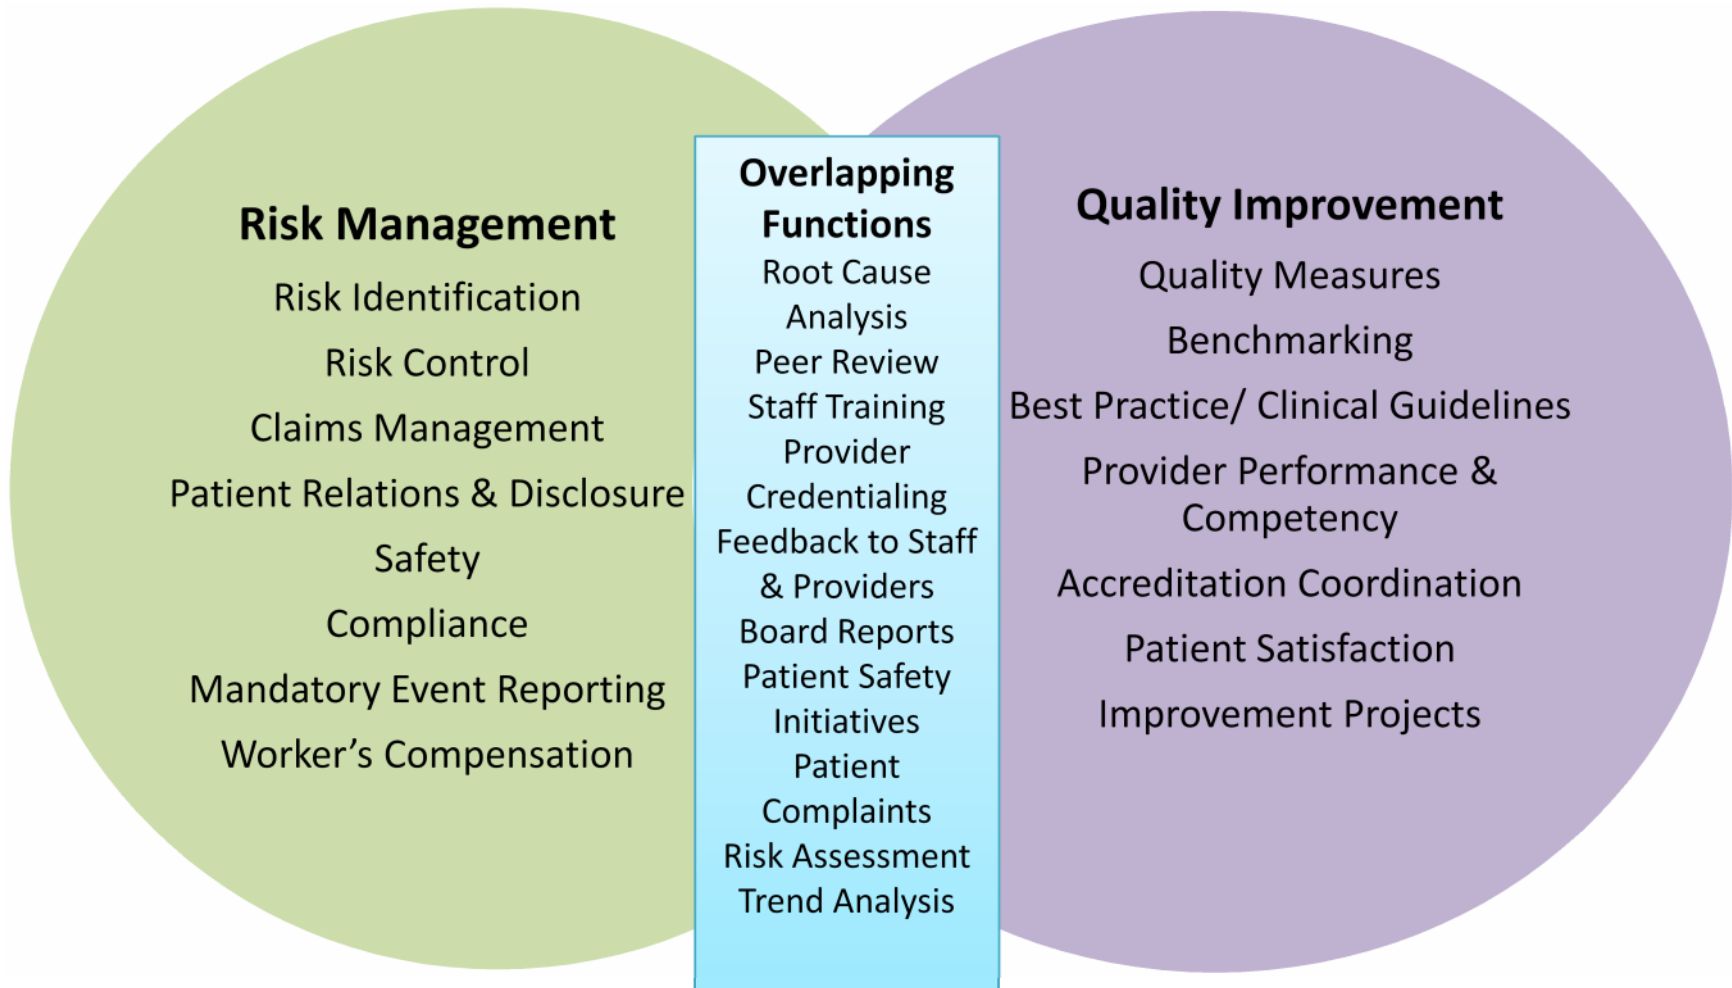 Risk Management
Risk Identification
Risk Control
Claims Management
Patient Relations & Disclosure
Safety
Compliance
Mandatory Event Reporting
Worker’s Compensation
Overlapping
Functions
Root Cause
Analysis
Peer Review
Staff Training
Provider
Credentialing
Feedback to Staff
& Providers
Board Reports
Patient Safety
Initiatives
Patient
Complaints
Risk Assessment
Trend Analysis
Quality Improvement
Quality Measures
Benchmarking
Best Practice/ Clinical Guidelines
Provider Performance &
Competency
Accreditation Coordination
Patient Satisfaction
Improvement Projects